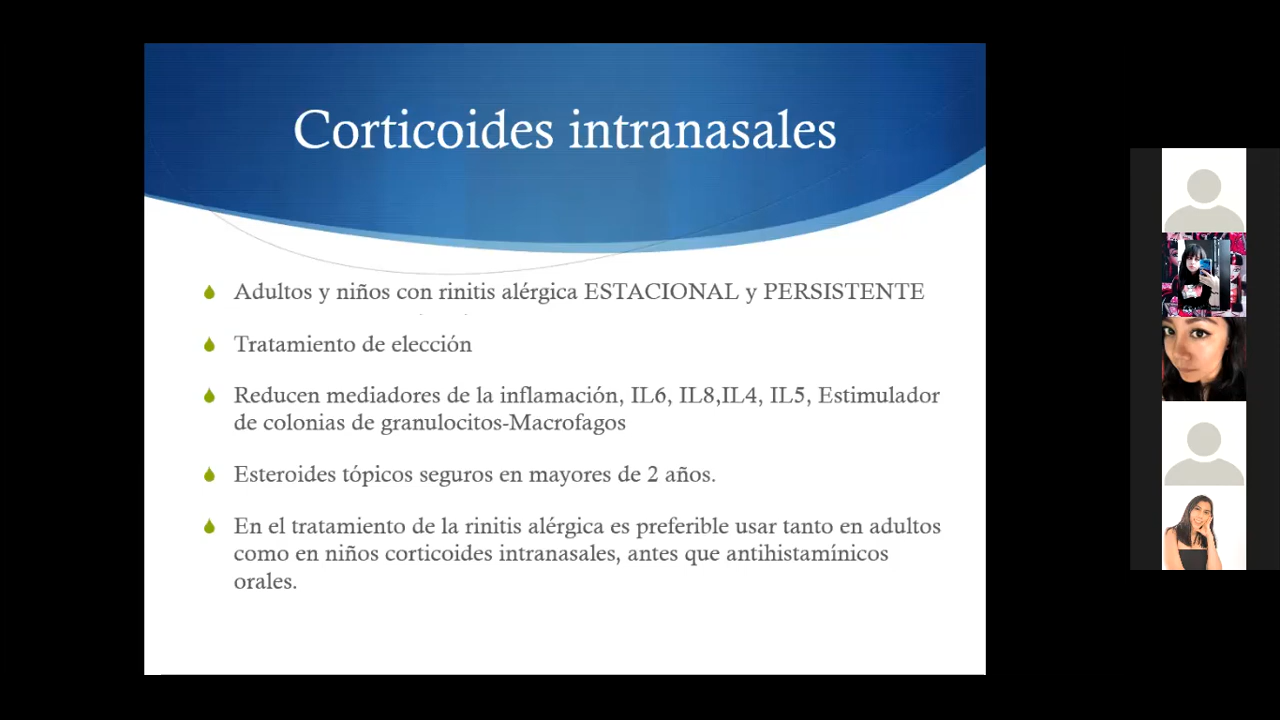 Corticoides intranasales
Adultos y niños con rinitis alérgica ESTACIONAL y PERSISTENTE
Tratamiento de elección
Reducen mediadores de la inflamación, IL6, IL8,IL4, IL5, Estimulador
de colonias de granulocitos-Macrofagos
Esteroides tópicos seguros en mayores de 2 años.
En el tratamiento de la rinitis alérgica es preferible usar tanto en adultos
como en niños corticoides intranasales, antes que antihistamínicos
orales.